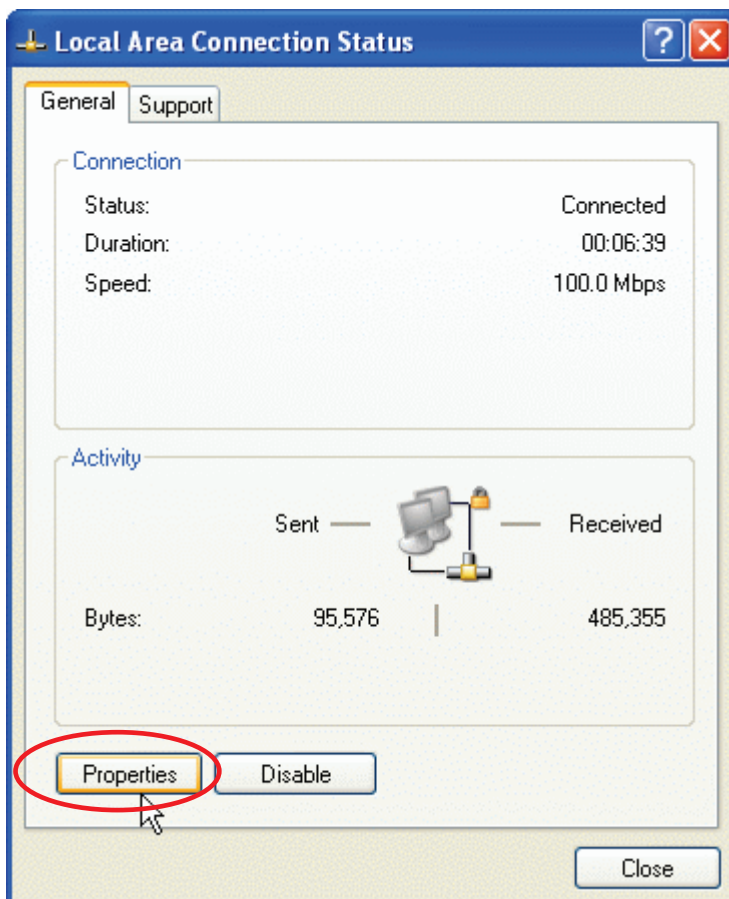 Local Area Connection Status
General Support
Connection
Status: Connected
Duration: 00:06:39
Speed: 100.0 Mbps
Activity
Sent Received
Bytes: 95,576 485,355
Properties Disable
Close